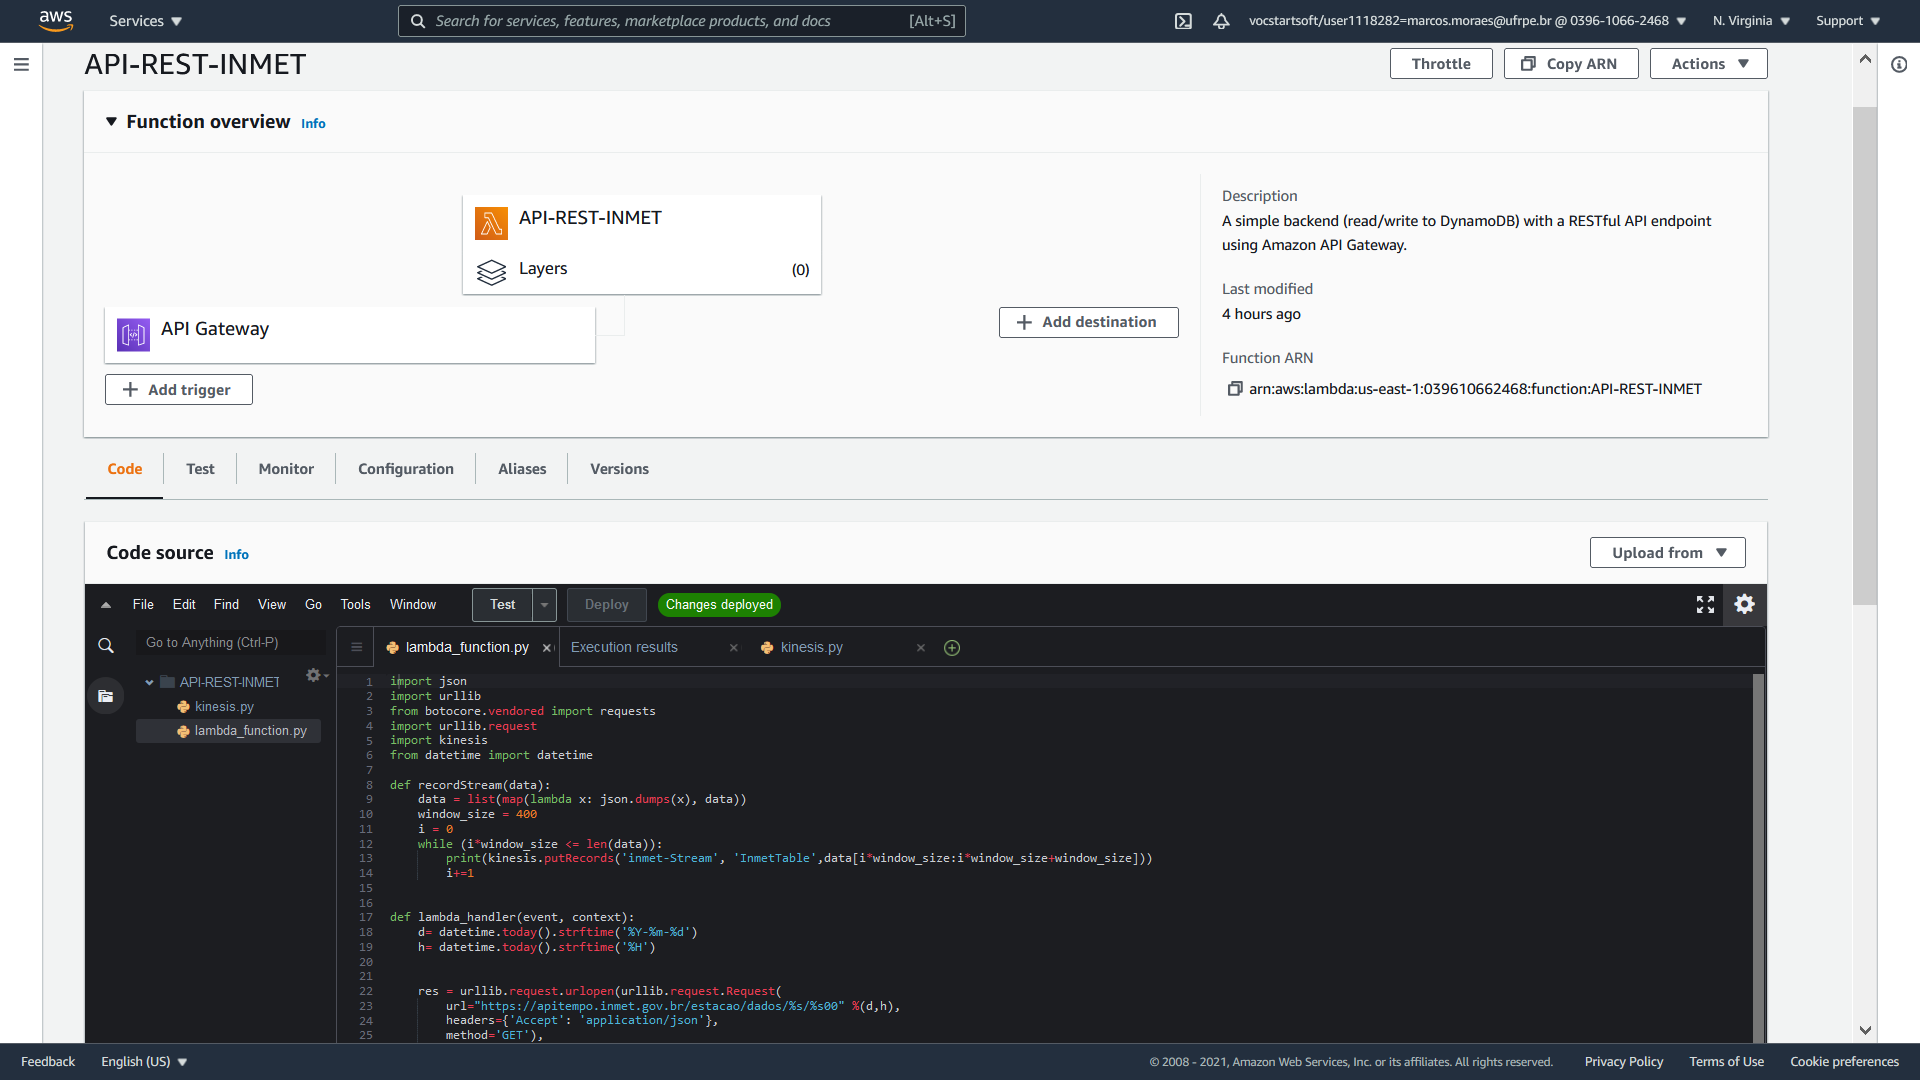 aws
Services
Search for services, features, marketplace products, and docs [Alt+S]
vocstartsoft/user1118282=marcos.moraes@ufrpe.br @ 0396-1066-2468
N. Virginia
Support
API-REST-INMET
Throttle
Copy ARN
Actions
Function overview Info
API-REST-INMET
Layers (0)
API Gateway
Add trigger
Add destination
Description
A simple backend (read/write to DynamoDB) with a RESTful API endpoint
using Amazon API Gateway.
Last modified
4 hours ago
Function ARN
arn:aws:lambda:us-east-1:039610662468:function:API-REST-INMET
Code
Test
Monitor
Configuration
Aliases
Versions
Code source Info
Upload from
File Edit Find View Go Tools Window
Test
Deploy
Changes deployed
Go to Anything (Ctrl-P)
API-REST-INMET
kinesis.py
lambda_function.py
lambda_function.py
Execution results
kinesis.py
1 import json
2 import urllib
3 from botocore.vendored import requests
4 import urllib.request
5 import kinesis
6 from datetime import datetime
7
8 def recordStream(data):
9 data = list(map(lambda x: json.dumps(x), data))
10 window_size = 400
11 i = 0
12 while (i*window_size <= len(data)):
13 print(kinesis.putRecords('inmet-Stream', 'InmetTable',data[i*window_size:i*window_size+window_size]))
14 i+=1
15
16
17 def lambda_handler(event, context):
18 d= datetime.today().strftime('%Y-%m-%d')
19 h= datetime.today().strftime('%H')
20
21
22 res = urllib.request.urlopen(urllib.request.Request(
23 url="https://apitempo.inmet.gov.br/estacao/dados/%s/%s00" %(d,h),
24 headers={'Accept': 'application/json'},
25 method='GET'),
Feedback
English (US)
© 2008 - 2021, Amazon Web Services, Inc. or its affiliates. All rights reserved.
Privacy Policy
Terms of Use
Cookie preferences